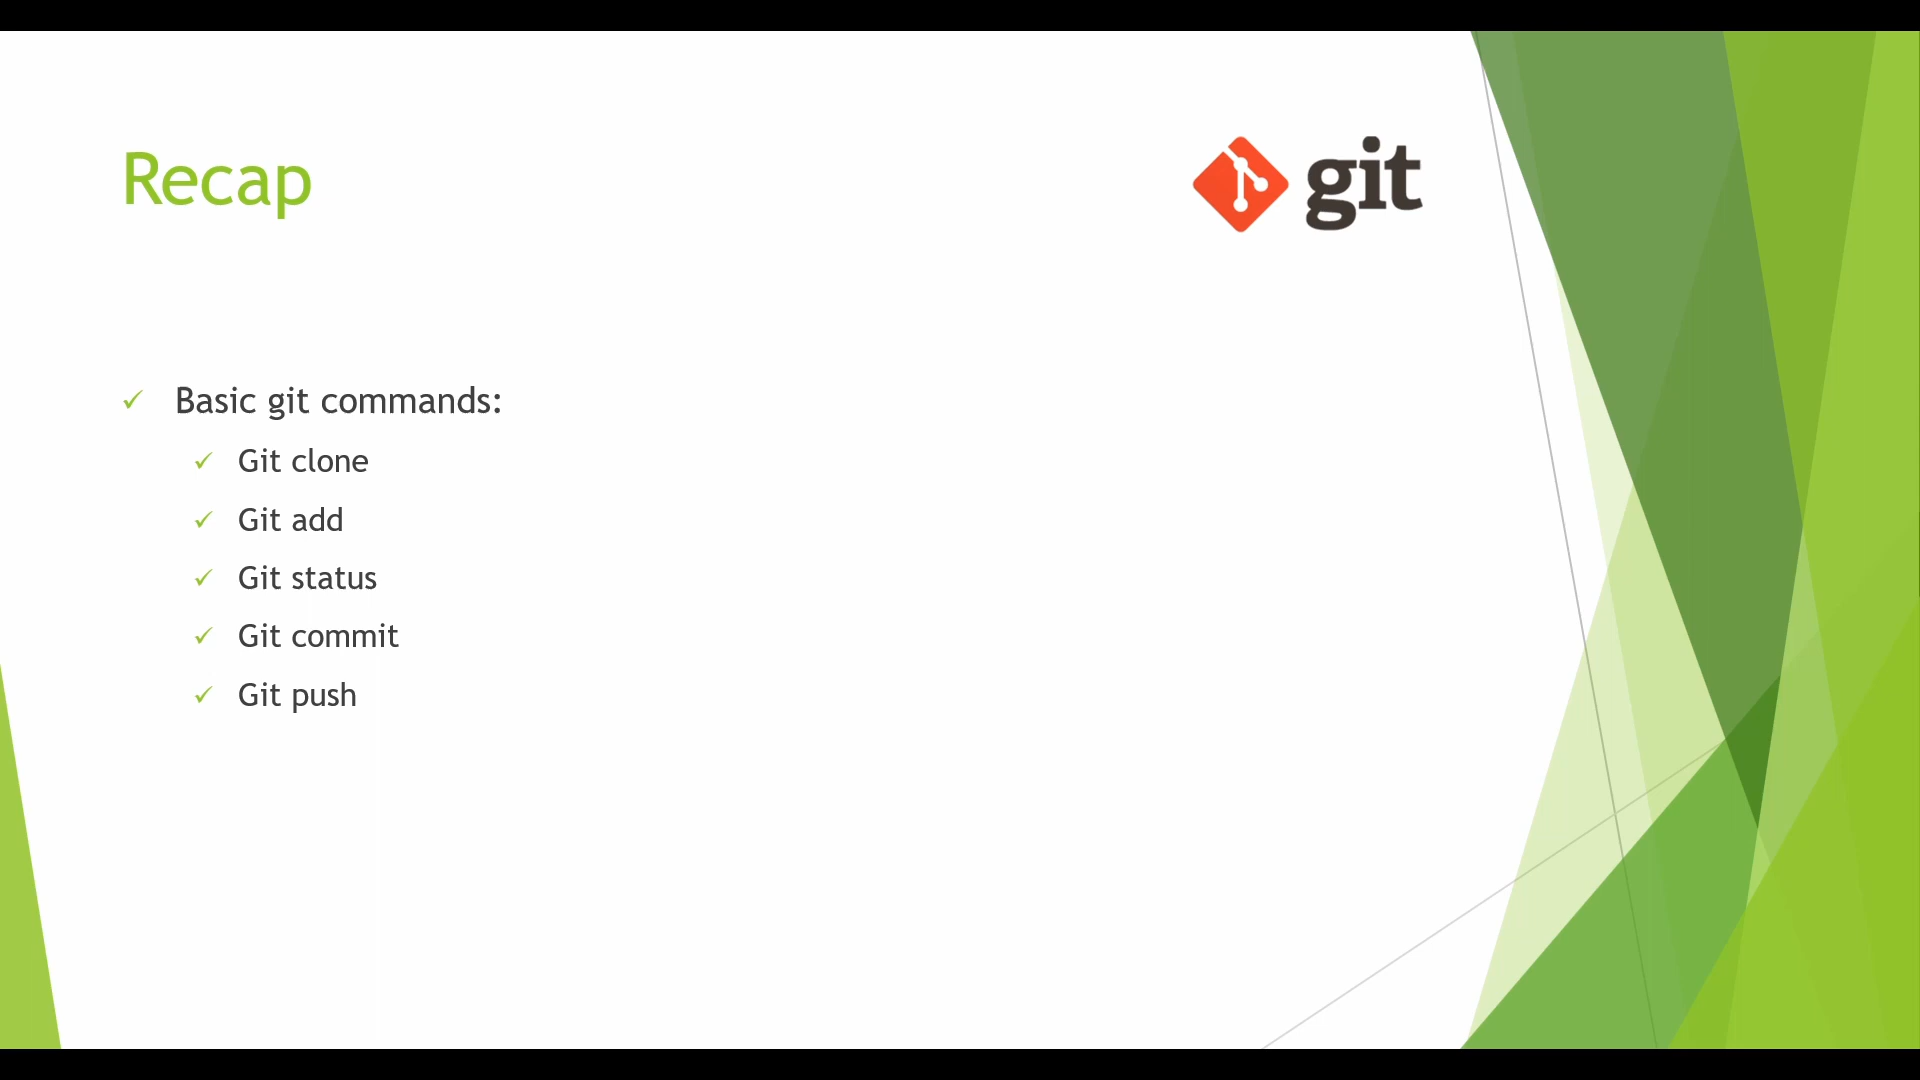 Recap
git
Basic git commands:
Git clone
Git add
Git status
Git commit
Git push